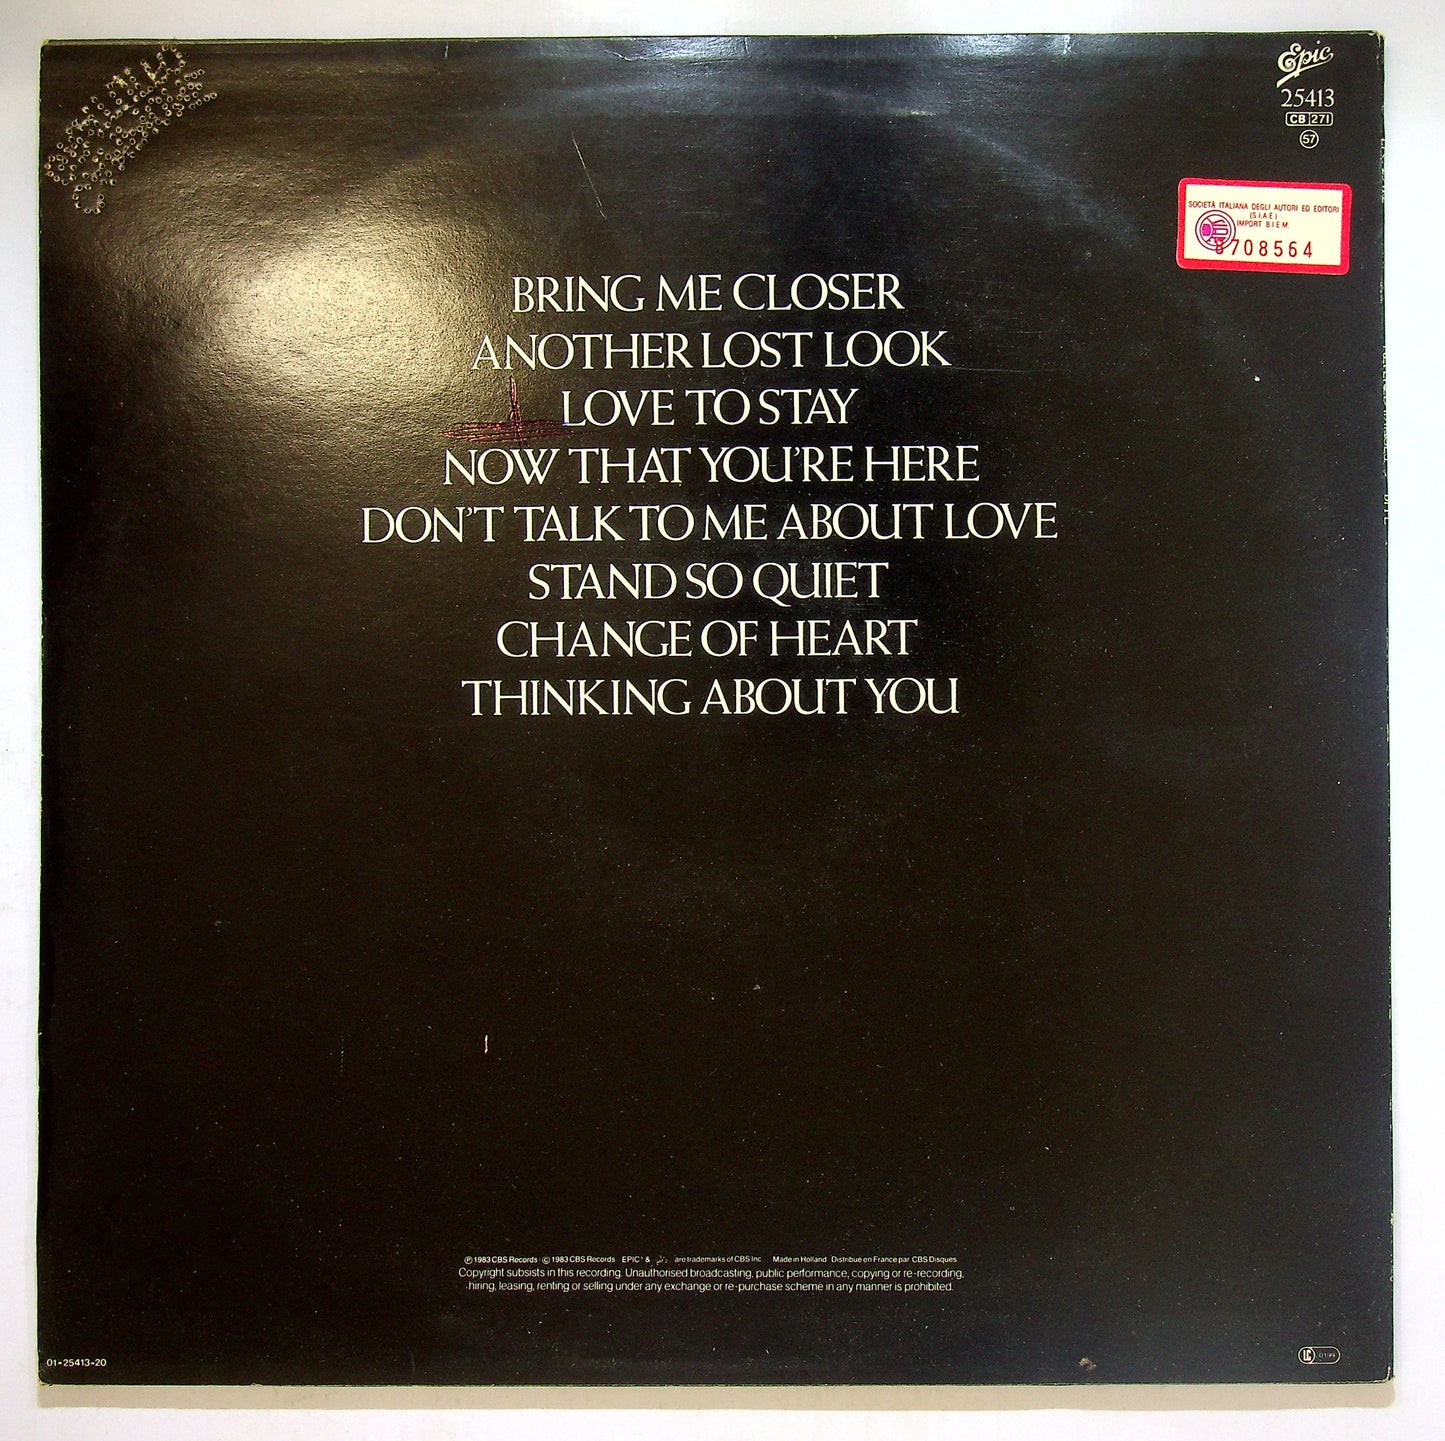 Epic
25413
CB 271
57
SOCIETÀ ITALIANA DEGLI AUTORI ED EDITORI
(S.I.A.E.)
IMPORT B.I.E.M.
708564
BRING ME CLOSER
ANOTHER LOST LOOK
LOVE TO STAY
NOW THAT YOU'RE HERE
DON'T TALK TO ME ABOUT LOVE
STAND SO QUIET
CHANGE OF HEART
THINKING ABOUT YOU
℗ 1983 CBS Records · © 1983 CBS Records EPIC® & are trademarks of CBS Inc. Made in Holland Distribué en France par CBS Disques
Copyright subsists in this recording. Unauthorised broadcasting, public performance, copying or re-recording,
hiring, leasing, renting or selling under any exchange or re-purchase scheme in any manner is prohibited.
01-25413-20
LC 0199